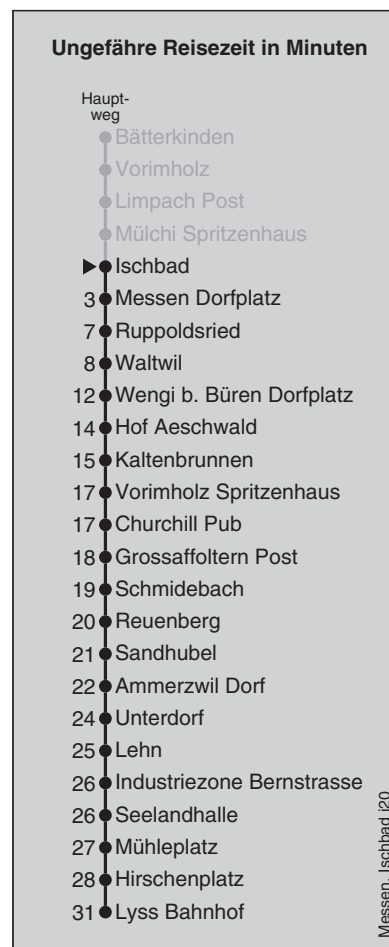 Ungefähre Reisezeit in Minuten
Haupt-
weg
Bätterkinden
Vorimholz
Limpach Post
Mülchi Spritzenhaus
Ischbad
3 Messen Dorfplatz
7 Ruppoldsried
8 Waltwil
12 Wengi b. Büren Dorfplatz
14 Hof Aeschwald
15 Kaltenbrunnen
17 Vorimholz Spritzenhaus
17 Churchill Pub
18 Grossaffoltern Post
19 Schmidebach
20 Reuenberg
21 Sandhubel
22 Ammerzwil Dorf
24 Unterdorf
25 Lehn
26 Industriezone Bernstrasse
26 Seelandhalle
27 Mühleplatz
28 Hirschenplatz
31 Lyss Bahnhof
Messen, Ischbad j20